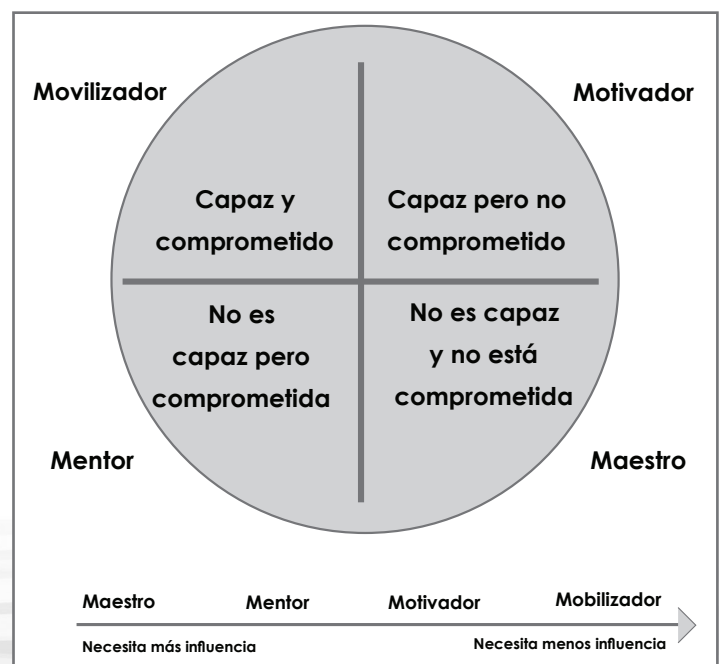 Movilizador
Motivador
Capaz y
comprometido
Capaz pero no
comprometido
No es
capaz pero
comprometida
No es capaz
y no está
comprometida
Mentor
Maestro
Maestro Mentor Motivador Mobilizador
Necesita más influencia Necesita menos influencia